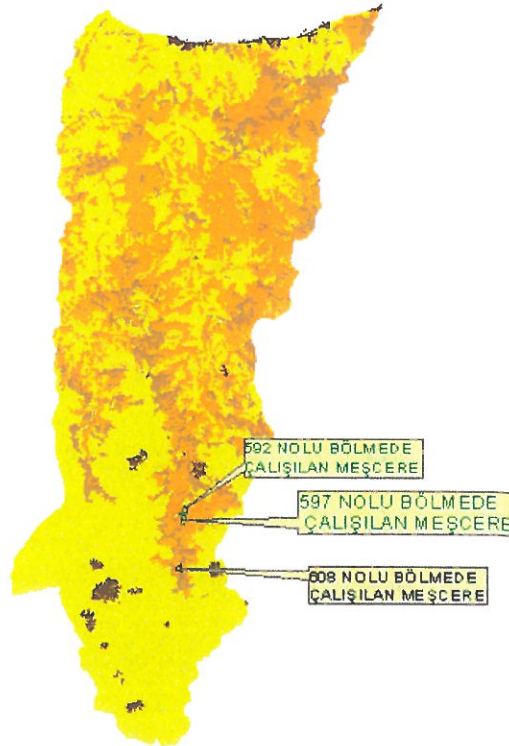 592 NOLU BÖLMEDE
ÇALIŞILAN MEŞCERE
597 NOLU BÖLMEDE
ÇALIŞILAN MEŞCERE
608 NOLU BÖLMEDE
ÇALIŞILAN MEŞCERE